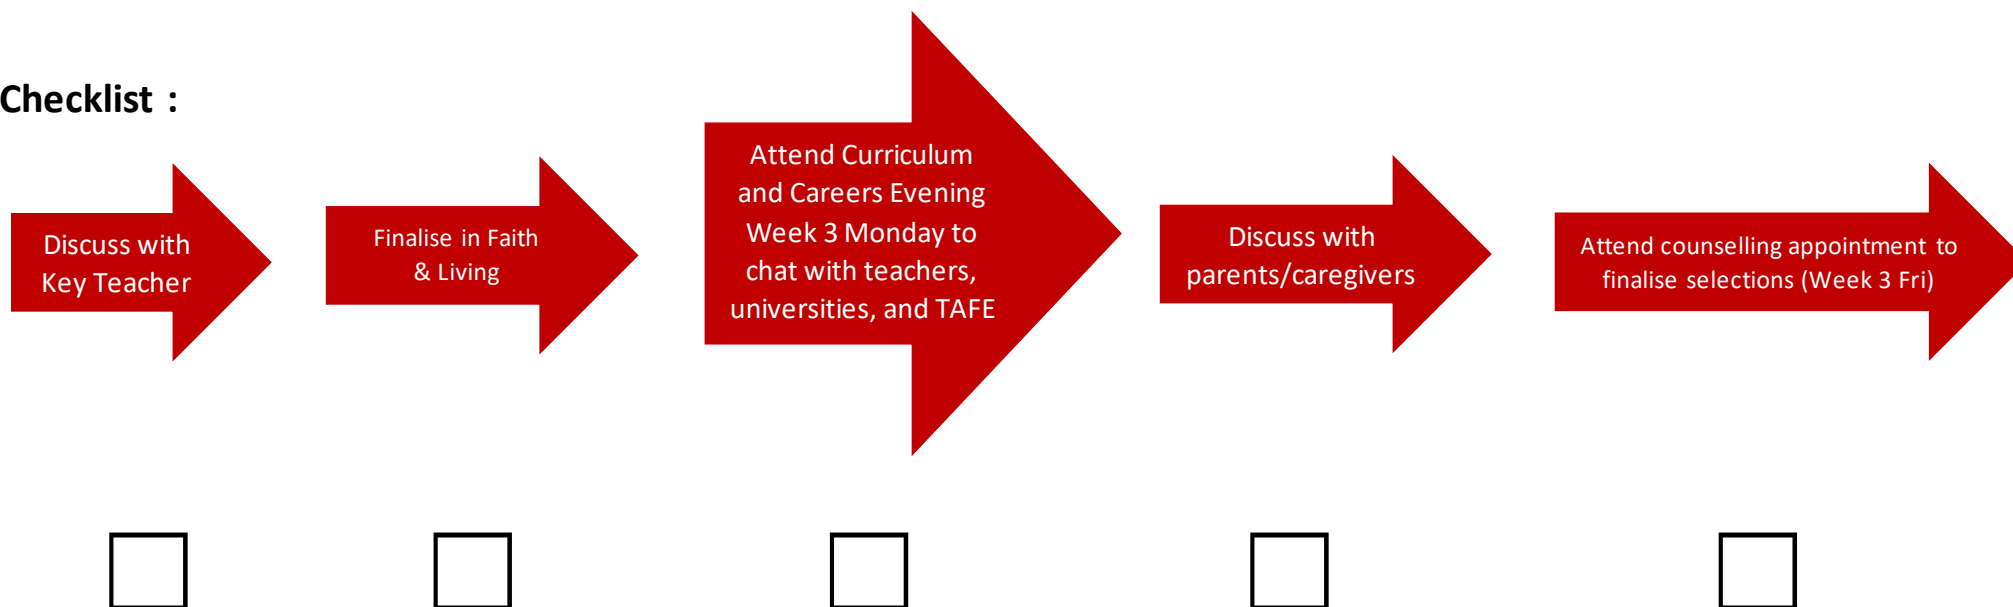 Checklist :
Discuss with
Key Teacher
Finalise in Faith
& Living
Attend Curriculum
and Careers Evening
Week 3 Monday to
chat with teachers,
universities, and TAFE
Discuss with
parents/caregivers
Attend counselling appointment to
finalise selections (Week 3 Fri)